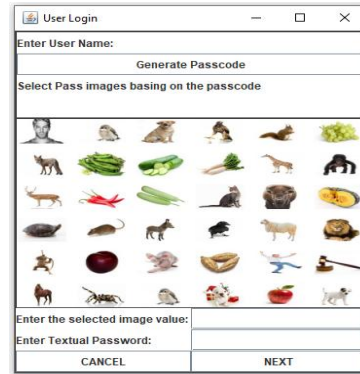 User Login
Enter User Name:
Generate Passcode
Select Pass images basing on the passcode
Enter the selected image value:
Enter Textual Password:
CANCEL
NEXT